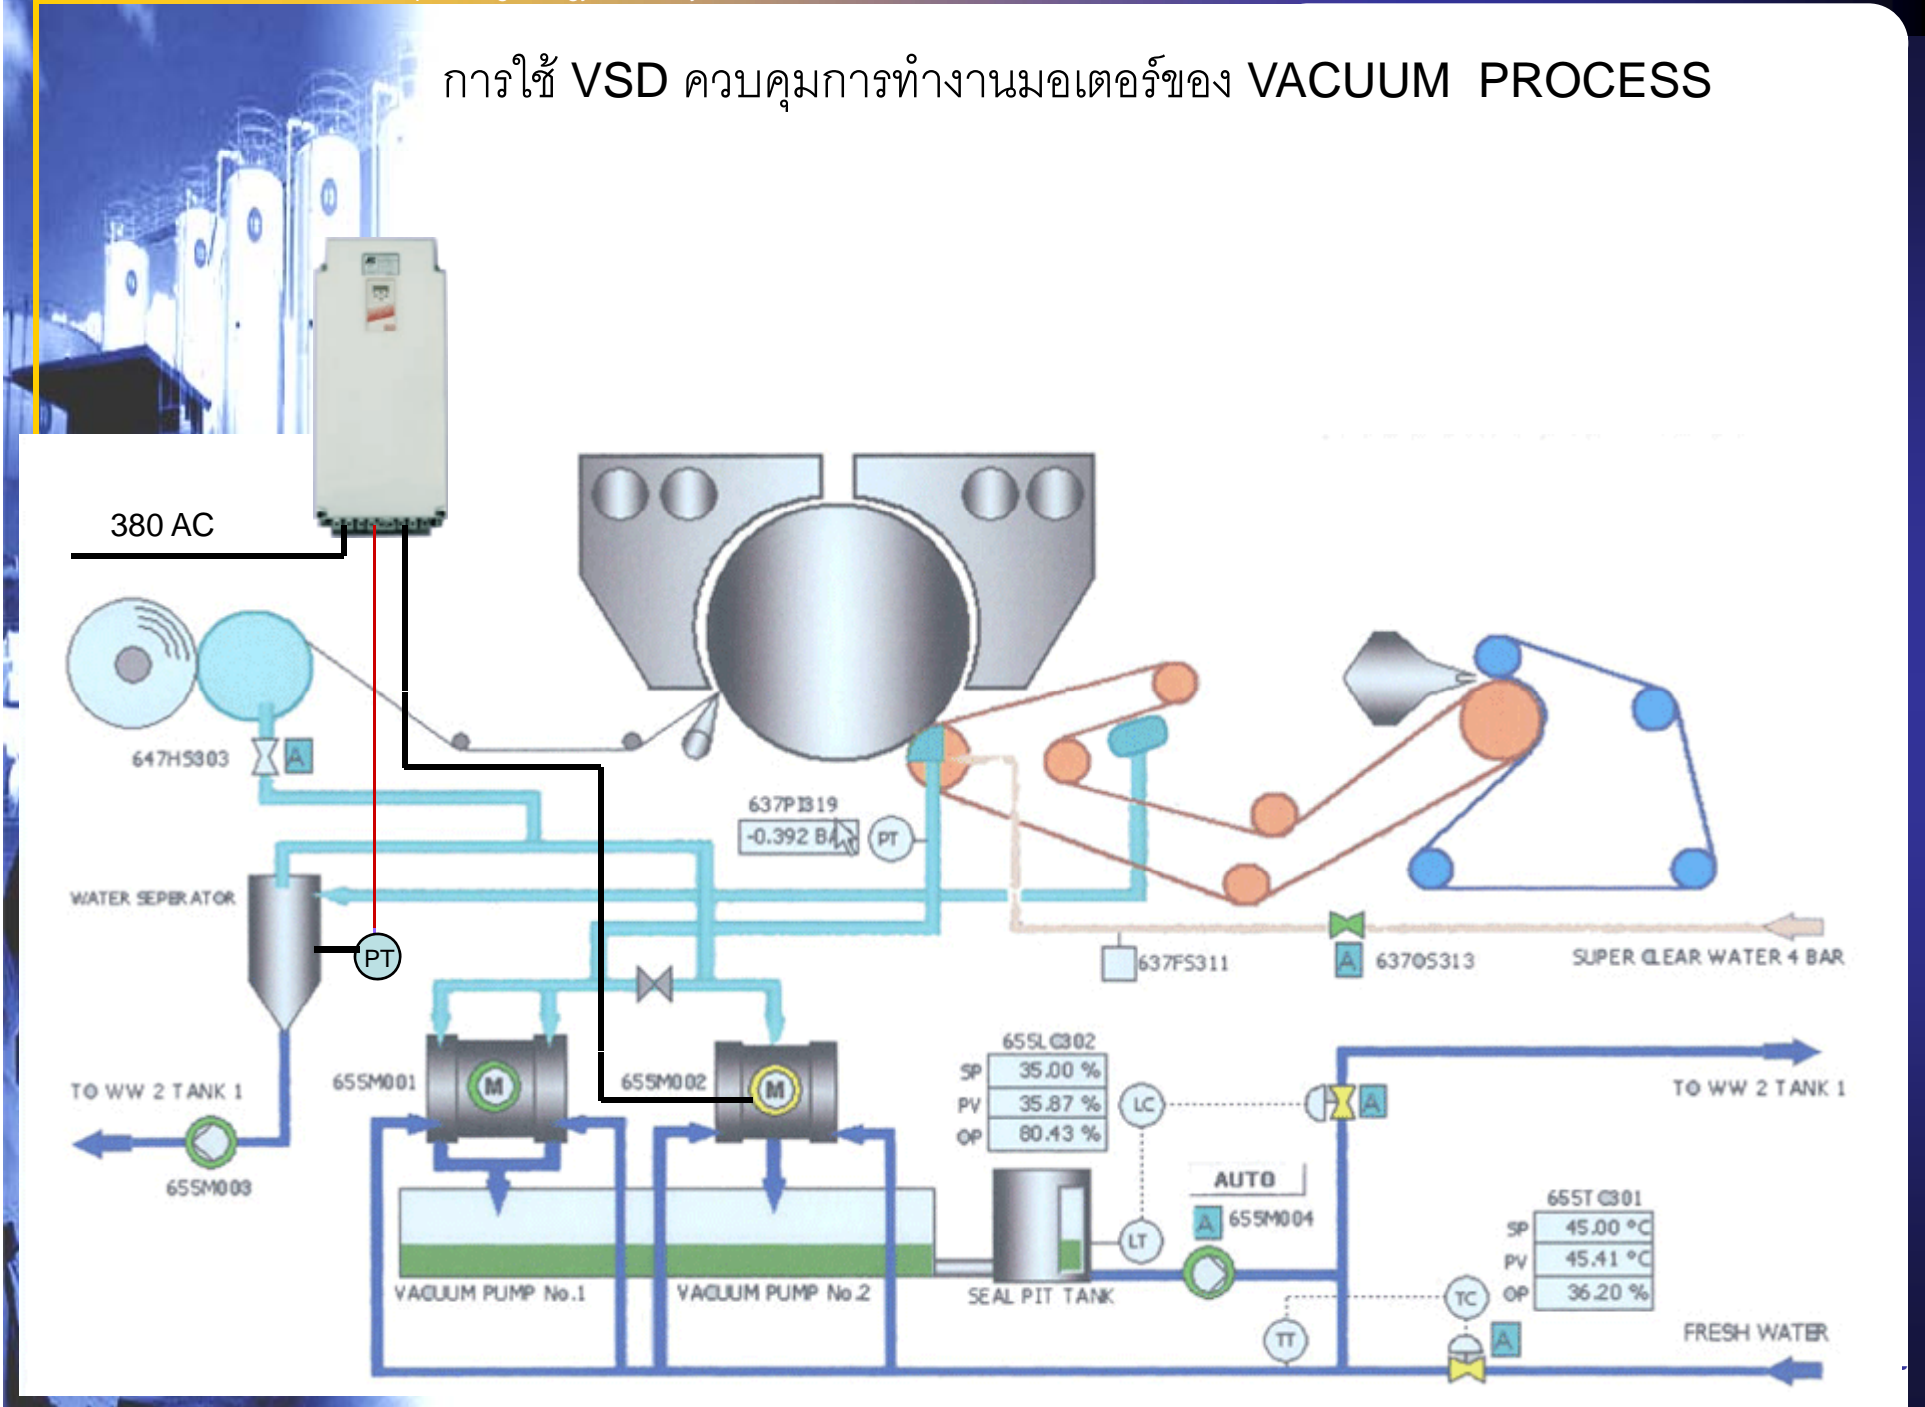 การใช้ VSD ควบคุมการทำงานมอเตอร์ของ VACUUM PROCESS
380 AC
647HS303
A
637PI319
-0.392 BA
PT
WATER SEPERATOR
PT
637FS311
A
637OS313
SUPER CLEAR WATER 4 BAR
655M001
M
655M002
M
655LC302
SP 35.00 %
PV 35.87 %
OP 80.43 %
LC
A
TO WW 2 TANK 1
TO WW 2 TANK 1
655M003
AUTO
A
655M004
LT
655TC301
SP 45.00 °C
PV 45.41 °C
OP 36.20 %
VACUUM PUMP No.1
VACUUM PUMP No.2
SEAL PIT TANK
TC
TT
A
FRESH WATER